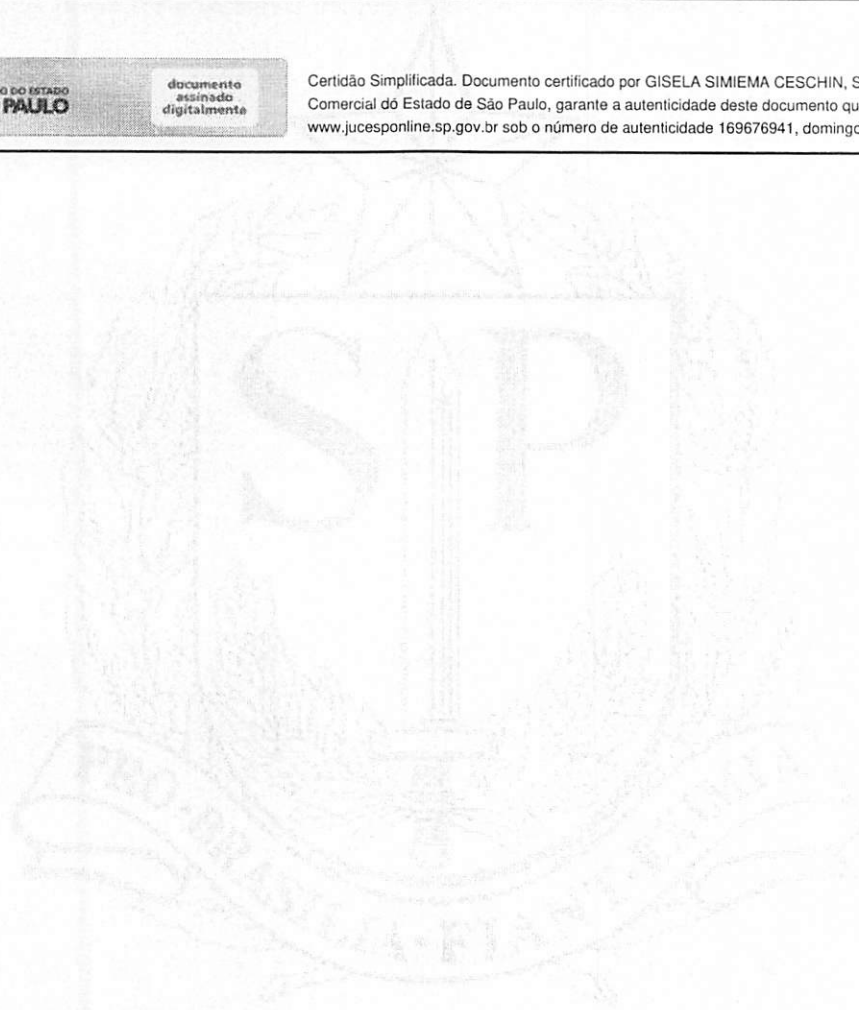 O DO ESTADO
PAULO
documento
assinado
digitalmente
Certidão Simplificada. Documento certificado por GISELA SIMIEMA CESCHIN, S
Comercial do Estado de São Paulo, garante a autenticidade deste documento qu
www.jucesponline.sp.gov.br sob o número de autenticidade 169676941, domingo
S P
PRO·BRASILIA·FIANT·EXIMIA